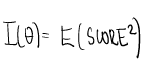 I(θ) = E(SCORE²)